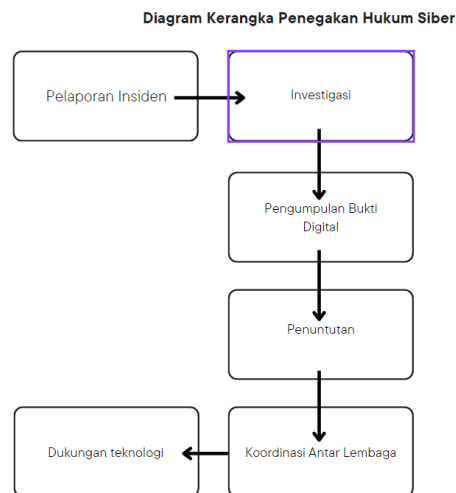 Diagram Kerangka Penegakan Hukum Siber
Pelaporan Insiden
Investigasi
Pengumpulan Bukti
Digital
Penuntutan
Koordinasi Antar Lembaga
Dukungan teknologi